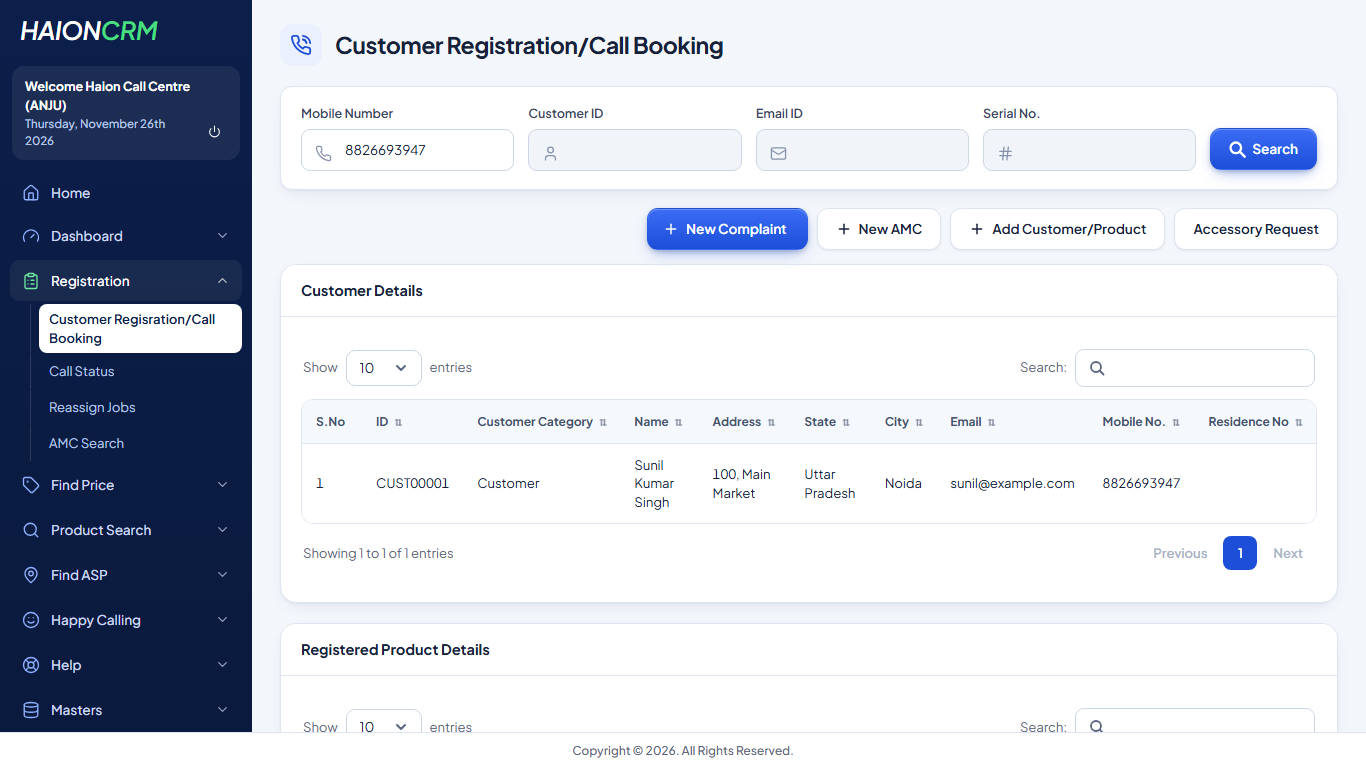 HAIONCRM
Welcome Haion Call Centre
(ANJU)
Thursday, November 26th
2026
Home
Dashboard
Registration
Customer Regisration/Call
Booking
Call Status
Reassign Jobs
AMC Search
Find Price
Product Search
Find ASP
Happy Calling
Help
Masters
Customer Registration/Call Booking
Mobile Number Customer ID Email ID Serial No.
8826693947 Search
+ New Complaint + New AMC + Add Customer/Product Accessory Request
Customer Details
Show 10 entries Search:
S.No ID Customer Category Name Address State City Email Mobile No. Residence No
1 CUST00001 Customer Sunil Kumar Singh 100, Main Market Uttar Pradesh Noida sunil@example.com 8826693947
Showing 1 to 1 of 1 entries Previous 1 Next
Registered Product Details
Show 10 entries Search:
Copyright © 2026. All Rights Reserved.